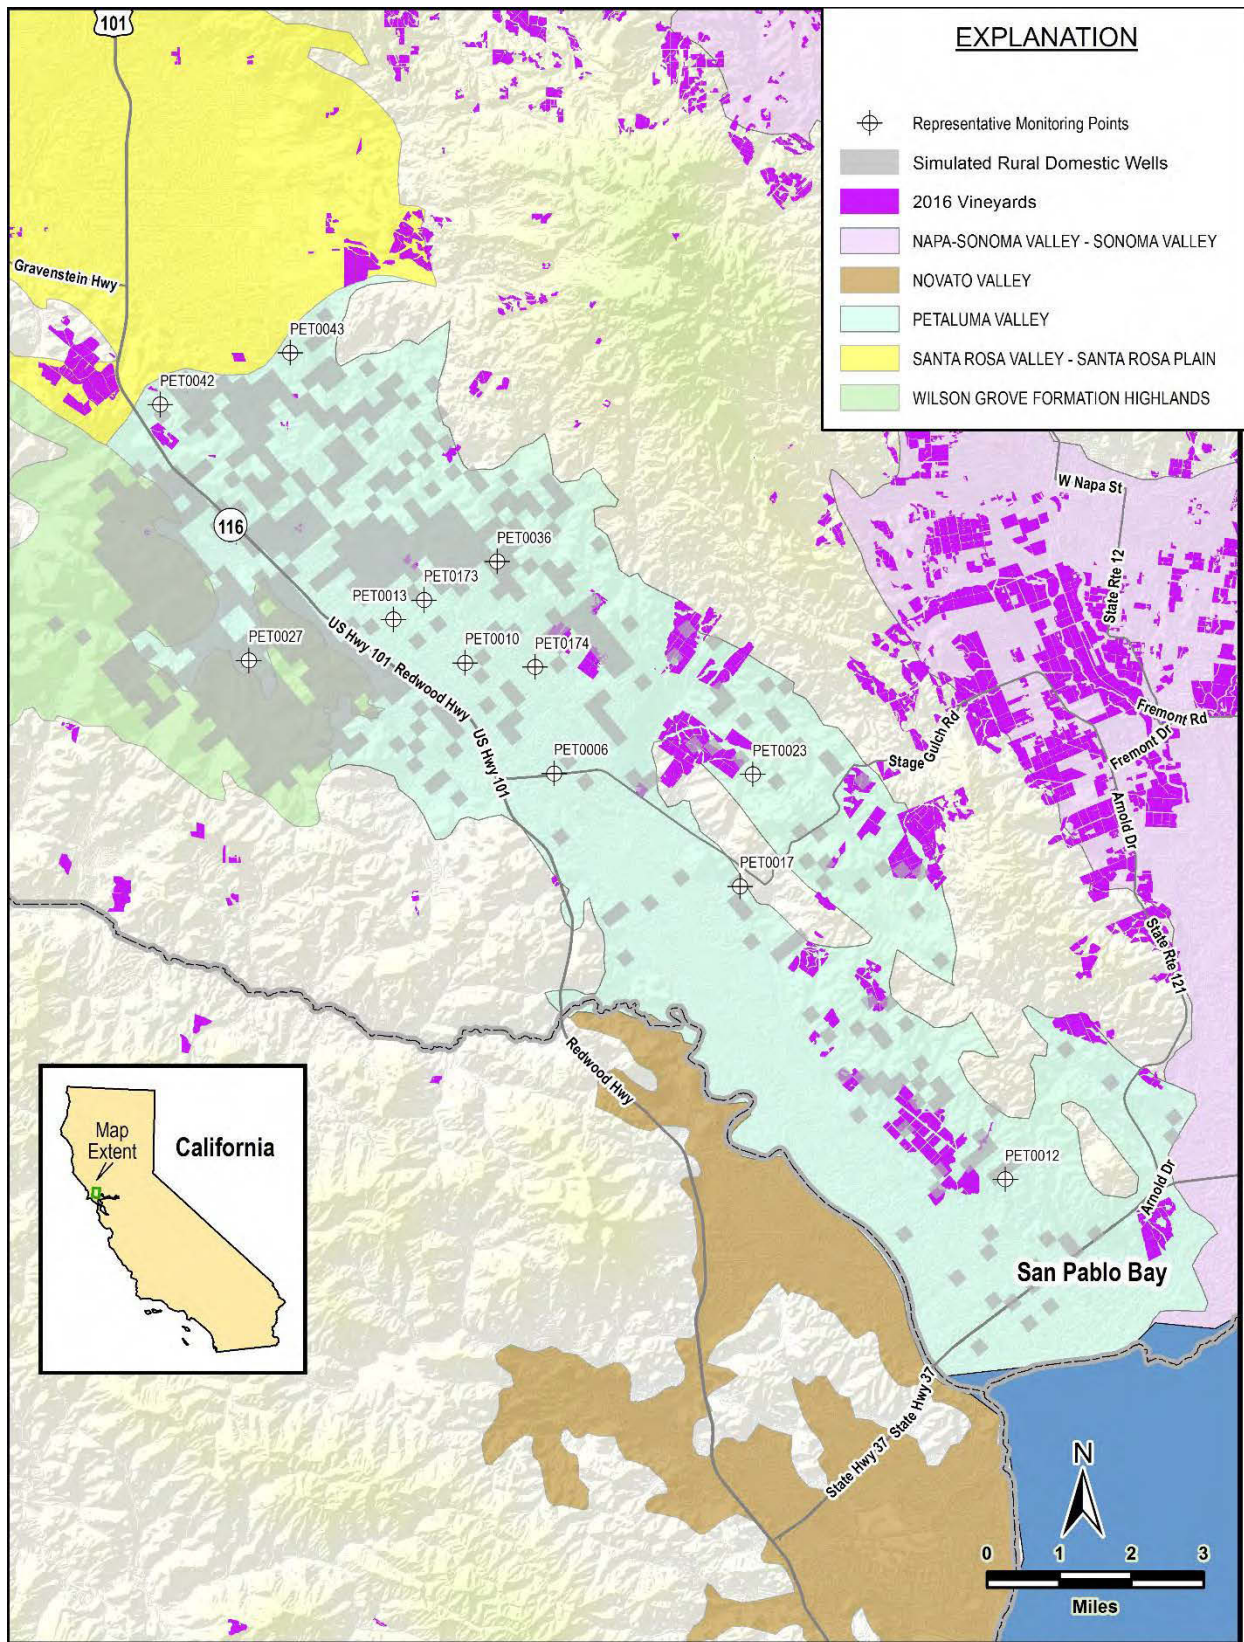 101
EXPLANATION
Representative Monitoring Points
Simulated Rural Domestic Wells
2016 Vineyards
NAPA-SONOMA VALLEY - SONOMA VALLEY
NOVATO VALLEY
PETALUMA VALLEY
SANTA ROSA VALLEY - SANTA ROSA PLAIN
WILSON GROVE FORMATION HIGHLANDS
Gravenstein Hwy
PET0043
PET0042
W Napa St
State Rte 12
116
PET0036
PET0173
PET0013
US Hwy 101
Redwood Hwy
PET0010
PET0174
PET0027
US Hwy 101
Fremont Rd
Fremont Dr
Stage Gulch Rd
PET0006
PET0023
Arnold Dr
PET0017
State Rte 121
Redwood Hwy
Map
Extent
California
PET0012
Arnold Dr
San Pablo Bay
State Hwy 37
State Hwy 37
N
0 1 2 3
Miles